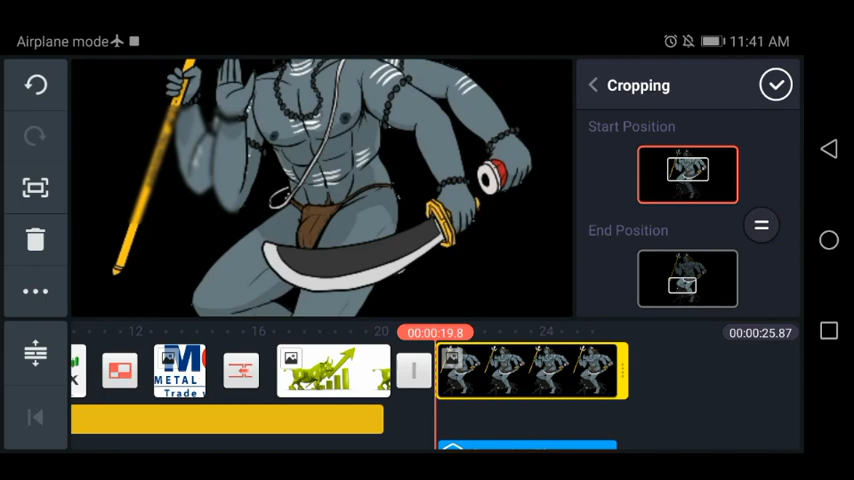 Airplane mode
11:41 AM
Cropping
Start Position
End Position
12
16
20
00:00:19.8
24
00:00:25.87
X
M
METAL
Trade